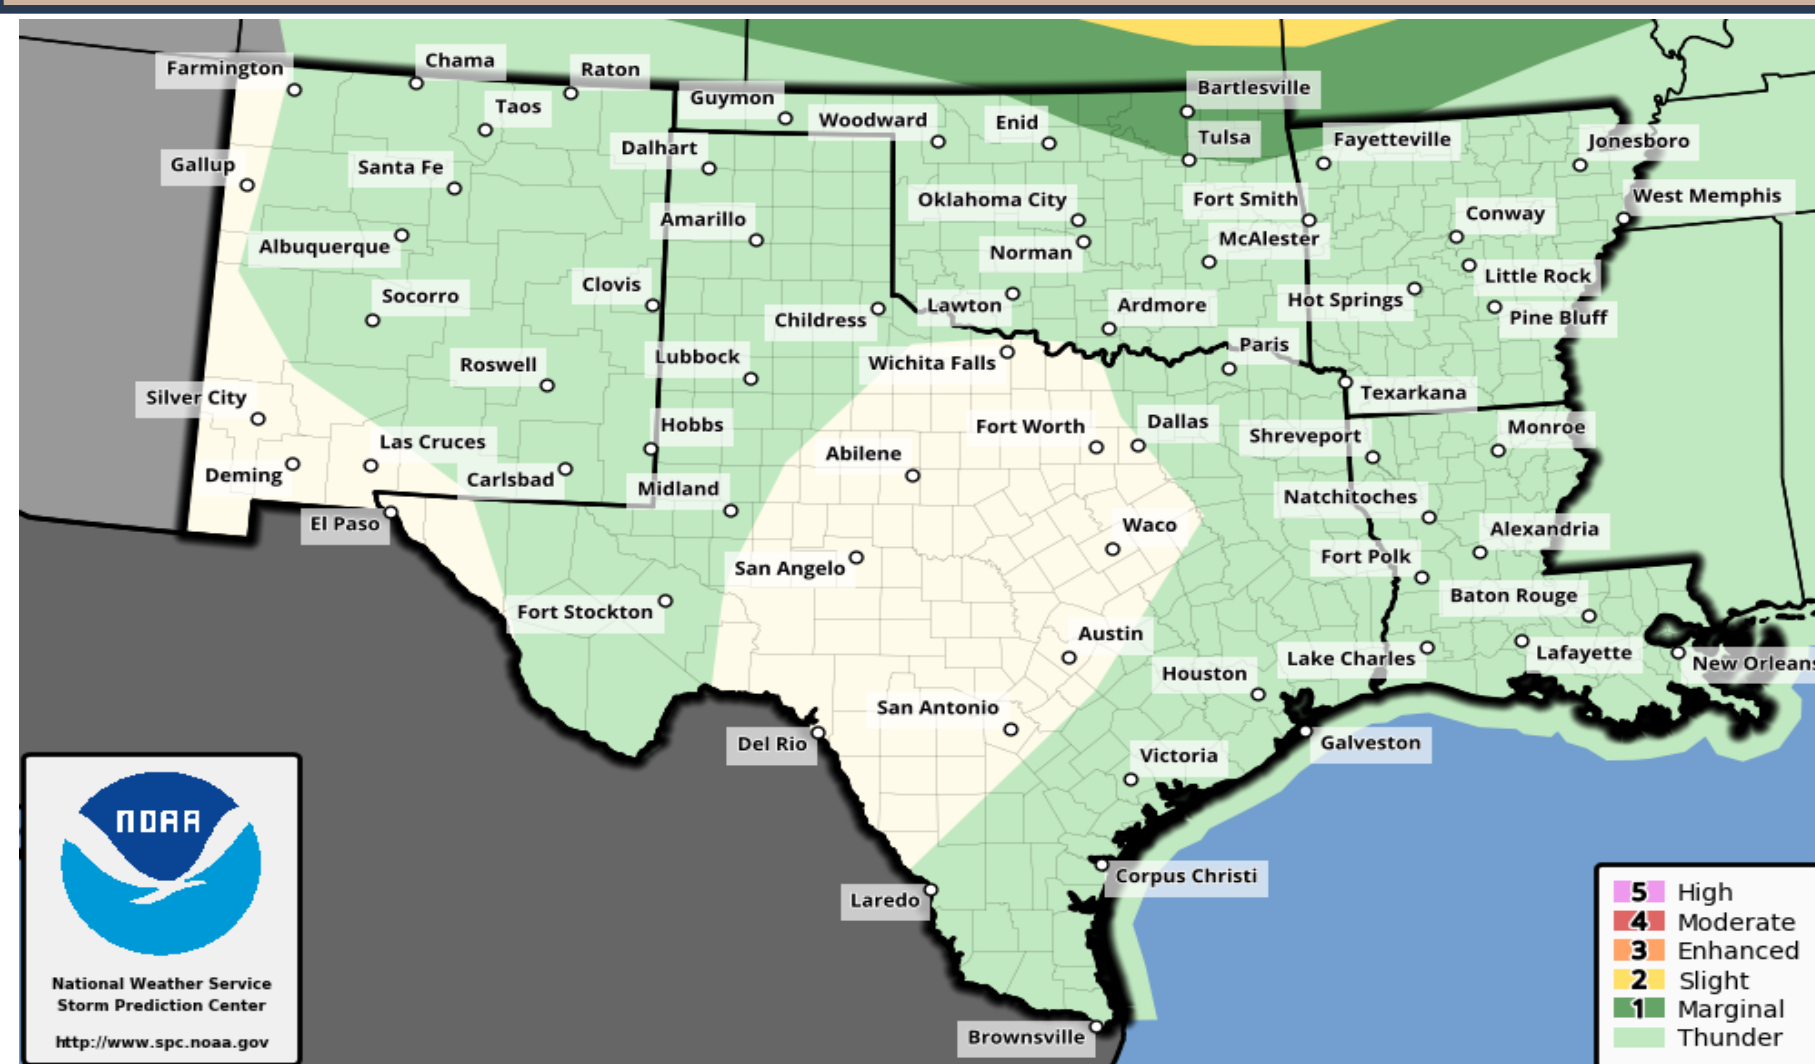 Farmington
Chama
Raton
Taos
Guymon
Woodward
Enid
Bartlesville
Tulsa
Fayetteville
Jonesboro
Gallup
Santa Fe
Dalhart
Oklahoma City
Fort Smith
West Memphis
Albuquerque
Amarillo
Norman
McAlester
Conway
Socorro
Clovis
Childress
Lawton
Ardmore
Hot Springs
Little Rock
Pine Bluff
Roswell
Lubbock
Wichita Falls
Paris
Texarkana
Silver City
Las Cruces
Hobbs
Abilene
Fort Worth
Dallas
Shreveport
Monroe
Deming
Carlsbad
Midland
Natchitoches
El Paso
San Angelo
Waco
Fort Polk
Alexandria
Fort Stockton
Austin
Baton Rouge
Houston
Lake Charles
Lafayette
New Orleans
Del Rio
San Antonio
Victoria
Galveston
Laredo
Corpus Christi
Brownsville
NOAA
National Weather Service
Storm Prediction Center
http://www.spc.noaa.gov
5 High
4 Moderate
3 Enhanced
2 Slight
1 Marginal
Thunder